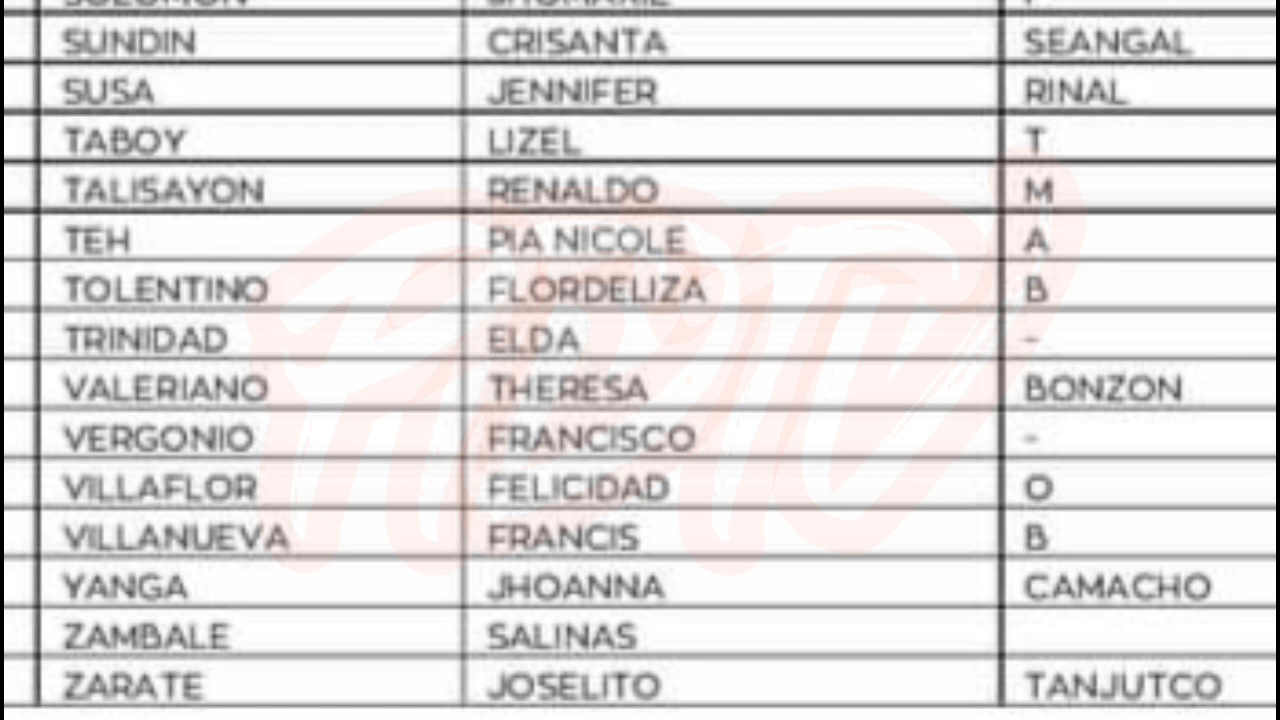 SUNDIN CRISANTA SEANGAL
SUSA JENNIFER RINAL
TABOY LIZEL T
TALISAYON RENALDO M
TEH PIA NICOLE A
TOLENTINO FLORDELIZA B
TRINIDAD ELDA -
VALERIANO THERESA BONZON
VERGONIO FRANCISCO -
VILLAFLOR FELICIDAD O
VILLANUEVA FRANCIS B
YANGA JHOANNA CAMACHO
ZAMBALE SALINAS
ZARATE JOSELITO TANJUTCO